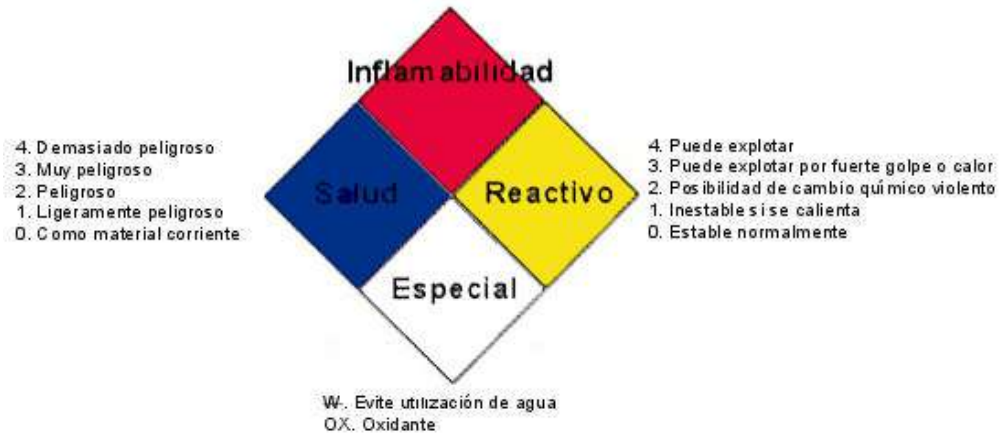 Inflamabilidad
4. Demasiado peligroso
3. Muy peligroso
2. Peligroso
1. Ligeramente peligroso
0. Como material corriente
Salud
Reactivo
4. Puede explotar
3. Puede explotar por fuerte golpe o calor
2. Posibilidad de cambio químico violento
1. Inestable si se calienta
0. Estable normalmente
Especial
W. Evite utilización de agua
OX. Oxidante